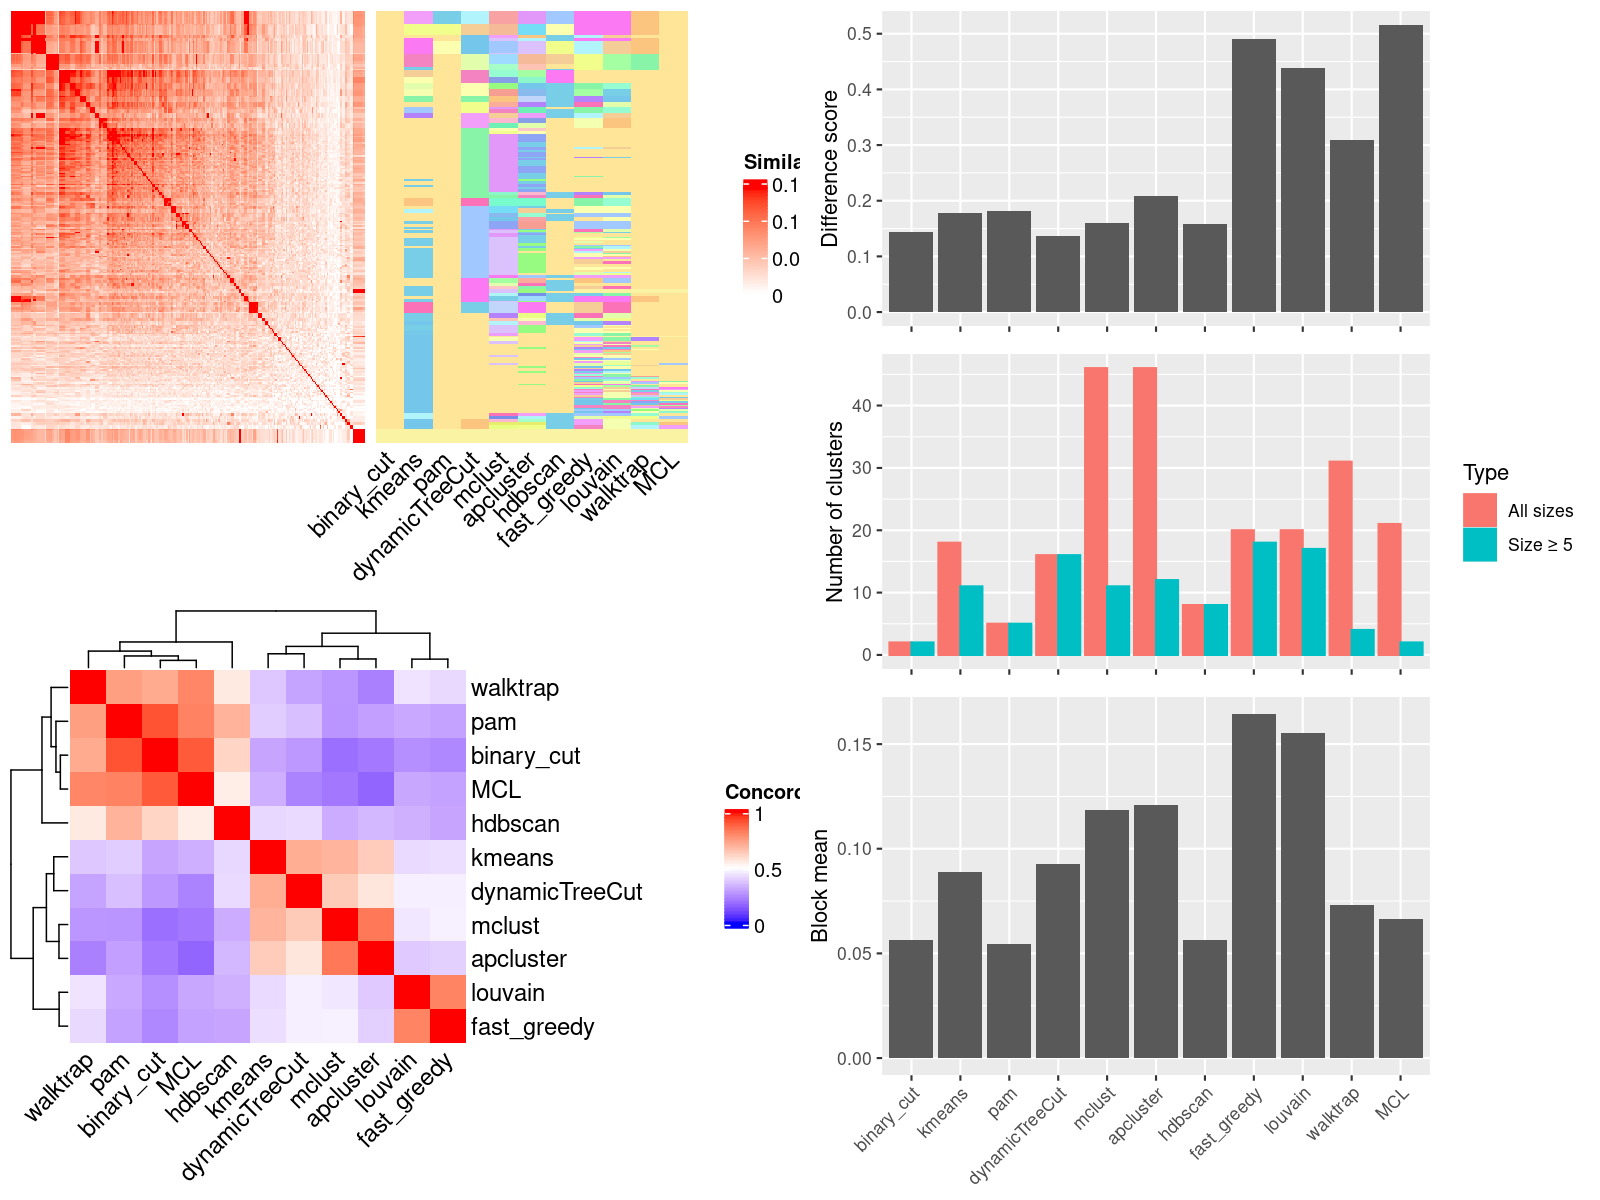 Simila
0.1
0.1
0.0
0
binary_cut
kmeans
pam
dynamicTreeCut
mclust
apcluster
hdbscan
fast_greedy
louvain
walktrap
MCL
walktrap
pam
binary_cut
MCL
hdbscan
kmeans
dynamicTreeCut
mclust
apcluster
louvain
fast_greedy
walktrap
pam
binary_cut
MCL
hdbscan
kmeans
dynamicTreeCut
mclust
apcluster
louvain
fast_greedy
Concord
1
0.5
0
Difference score
0.5
0.4
0.3
0.2
0.1
0.0
Number of clusters
40
30
20
10
0
Type
All sizes
Size ≥ 5
Block mean
0.15
0.10
0.05
0.00
binary_cut
kmeans
pam
dynamicTreeCut
mclust
apcluster
hdbscan
fast_greedy
louvain
walktrap
MCL